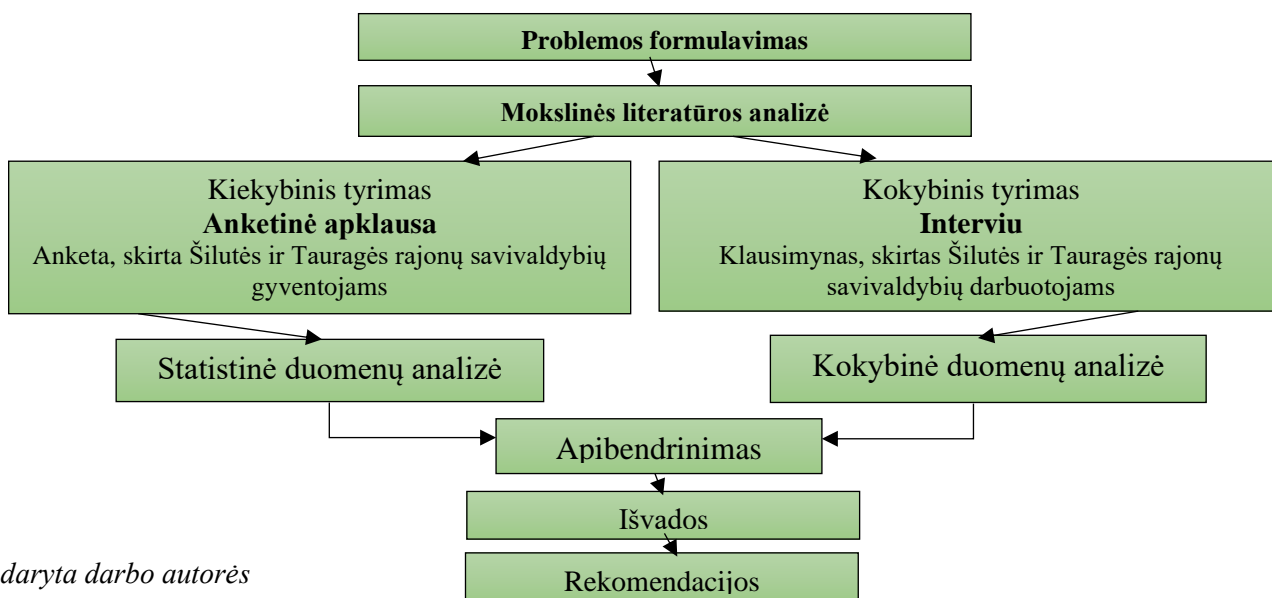 Problemos formulavimas
Mokslinės literatūros analizė
Kiekybinis tyrimas
Anketinė apklausa
Anketa, skirta Šilutės ir Tauragės rajonų savivaldybių
gyventojams
Kokybinis tyrimas
Interviu
Klausimynas, skirtas Šilutės ir Tauragės rajonų
savivaldybių darbuotojams
Statistinė duomenų analizė
Kokybinė duomenų analizė
Apibendrinimas
Išvados
Rekomendacijos
daryta darbo autorės